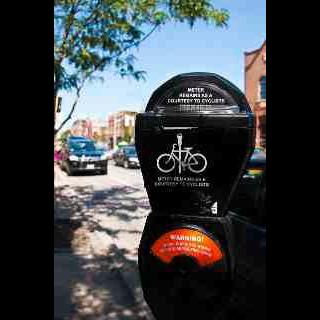 METER
REMAINS AS A
COURTESY TO CYCLISTS
METER REMAINS AS A
COURTESY TO CYCLISTS
WARNING!